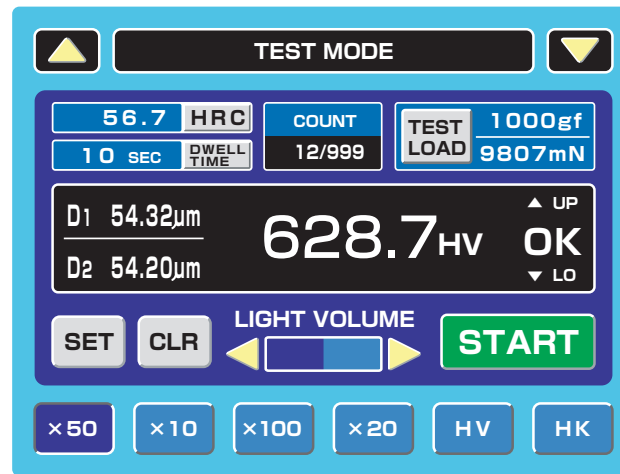 TEST MODE
56.7 HRC
10 SEC DWELL TIME
COUNT
12/999
TEST LOAD
1000gf
9807mN
D1 54.32µm
D2 54.20µm
628.7HV
▲ UP
OK
▼ LO
SET
CLR
LIGHT VOLUME
START
×50
×10
×100
×20
HV
HK